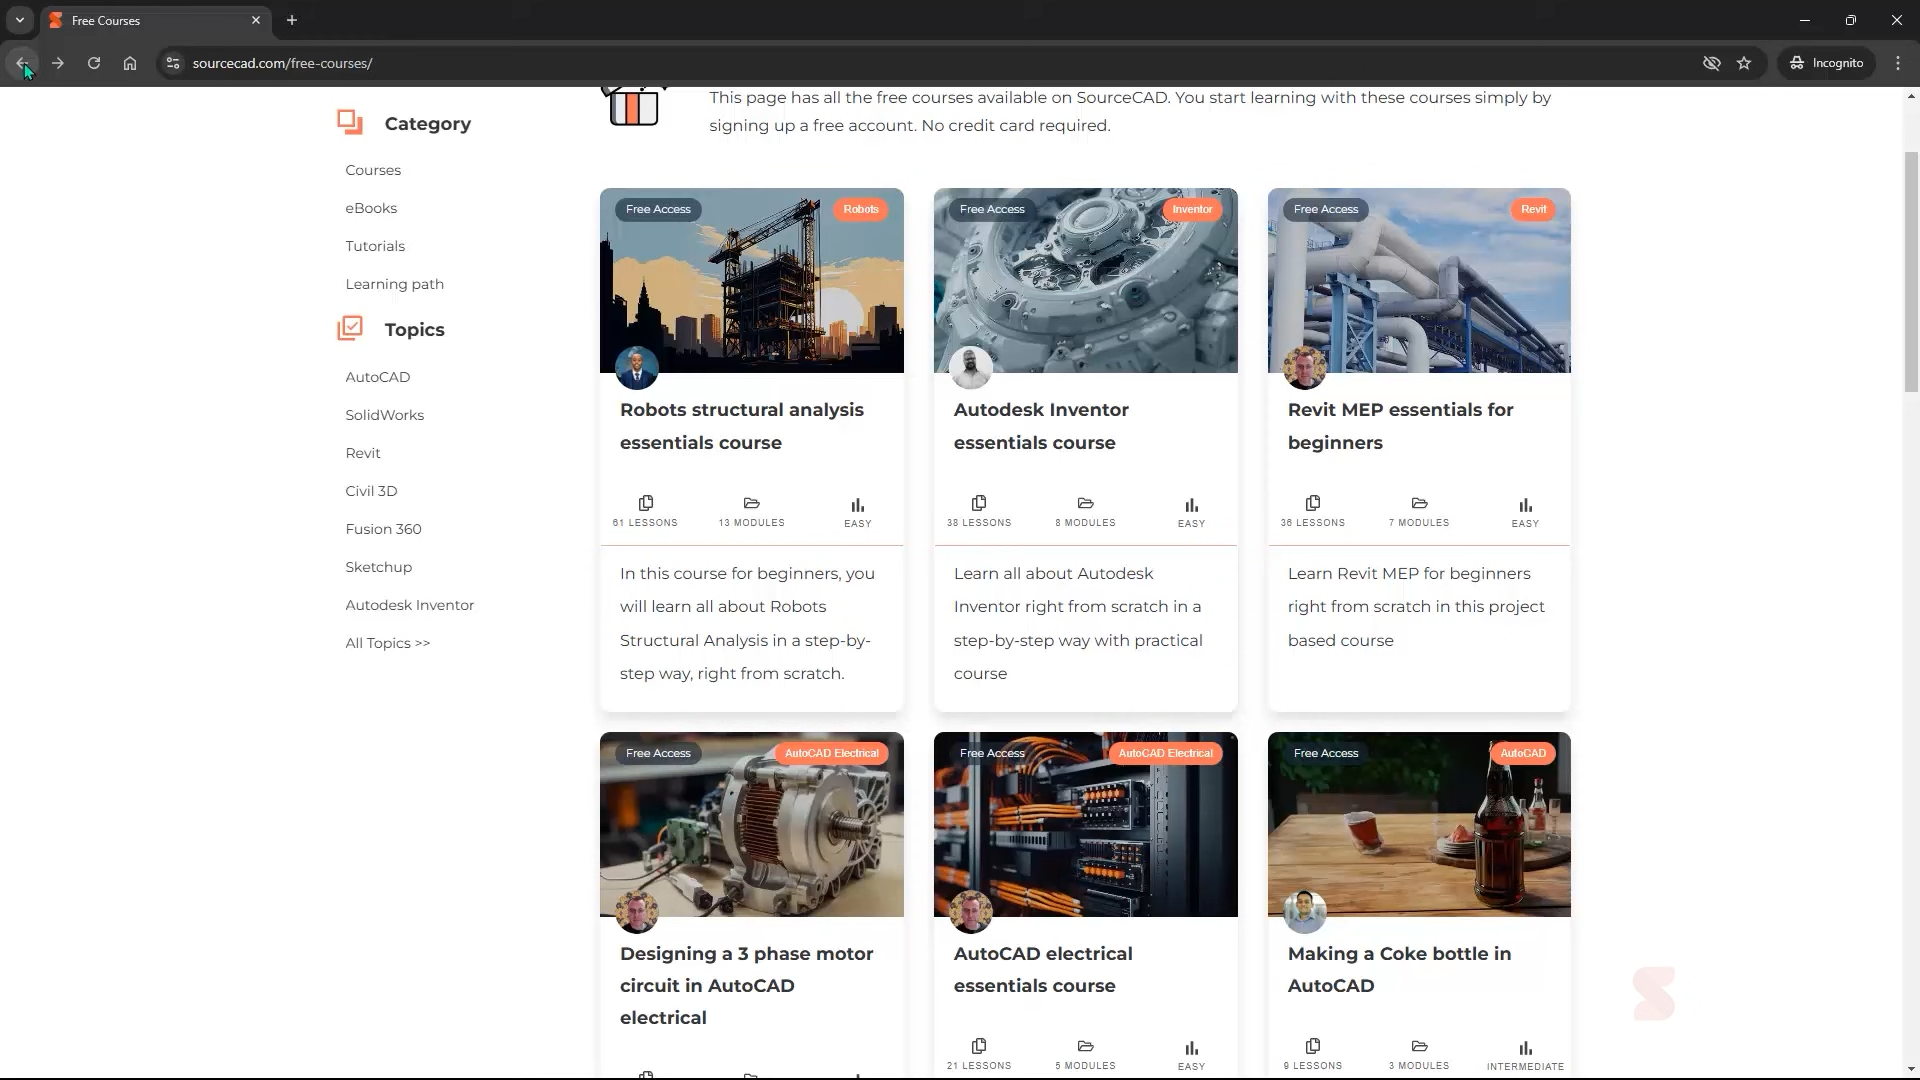 Free Courses
sourcecad.com/free-courses/
Incognito
Category
Courses
eBooks
Tutorials
Learning path
Topics
AutoCAD
SolidWorks
Revit
Civil 3D
Fusion 360
Sketchup
Autodesk Inventor
All Topics >>
This page has all the free courses available on SourceCAD. You start learning with these courses simply by
signing up a free account. No credit card required.
Free Access
Robots
Robots structural analysis
essentials course
61 LESSONS
13 MODULES
EASY
In this course for beginners, you
will learn all about Robots
Structural Analysis in a step-by-
step way, right from scratch.
Free Access
Inventor
Autodesk Inventor
essentials course
38 LESSONS
8 MODULES
EASY
Learn all about Autodesk
Inventor right from scratch in a
step-by-step way with practical
course
Free Access
Revit
Revit MEP essentials for
beginners
36 LESSONS
7 MODULES
EASY
Learn Revit MEP for beginners
right from scratch in this project
based course
Free Access
AutoCAD Electrical
Designing a 3 phase motor
circuit in AutoCAD
electrical
Free Access
AutoCAD Electrical
AutoCAD electrical
essentials course
21 LESSONS
5 MODULES
EASY
Free Access
AutoCAD
Making a Coke bottle in
AutoCAD
9 LESSONS
3 MODULES
INTERMEDIATE